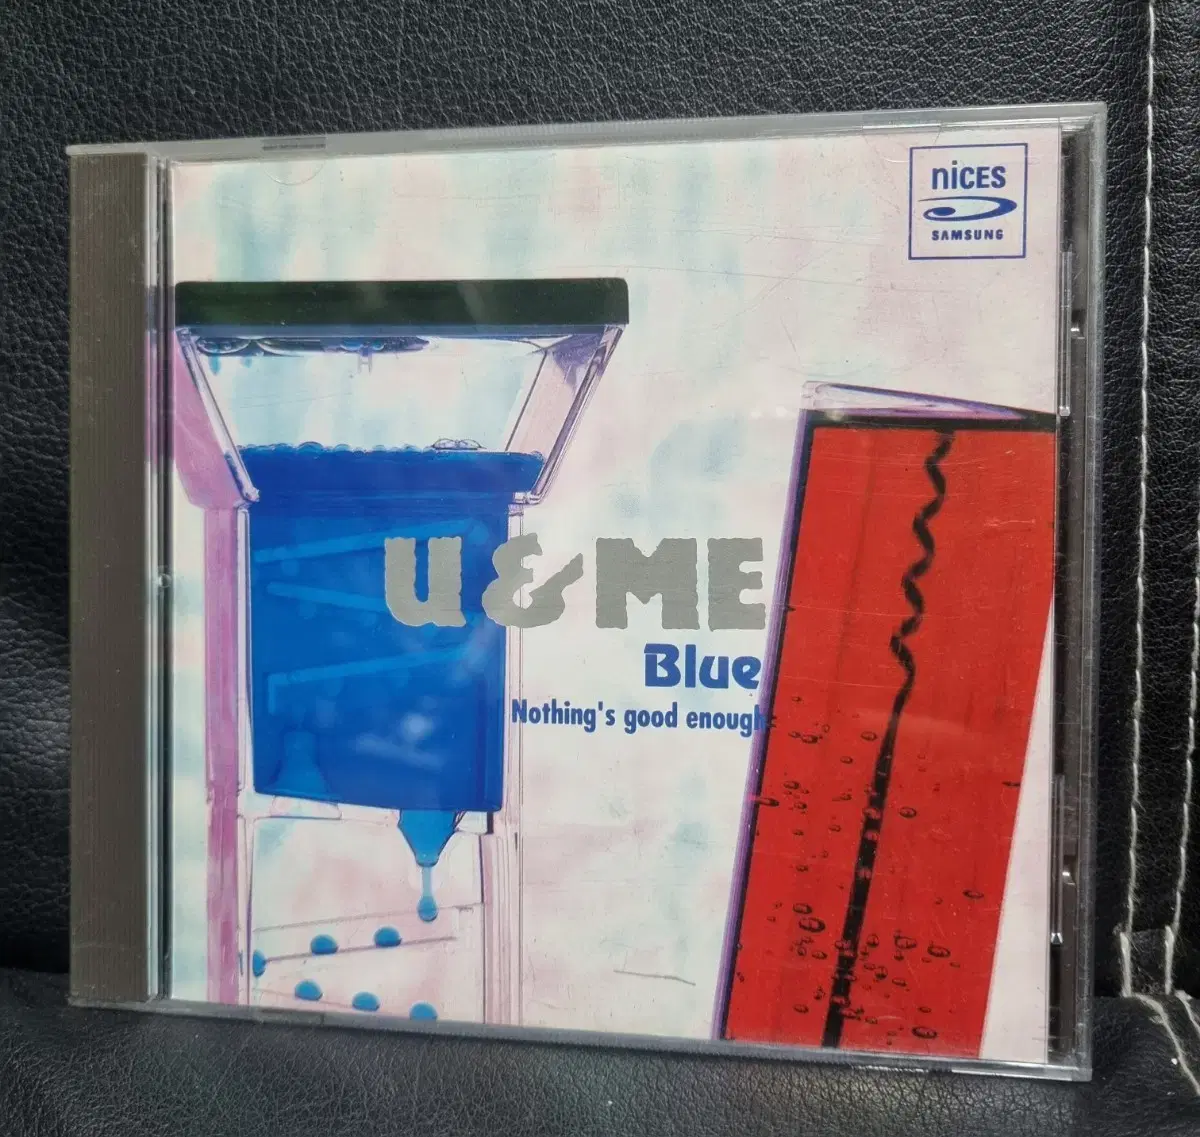 niCES
SAMSUNG
U & ME
Blue
Nothing's good enough